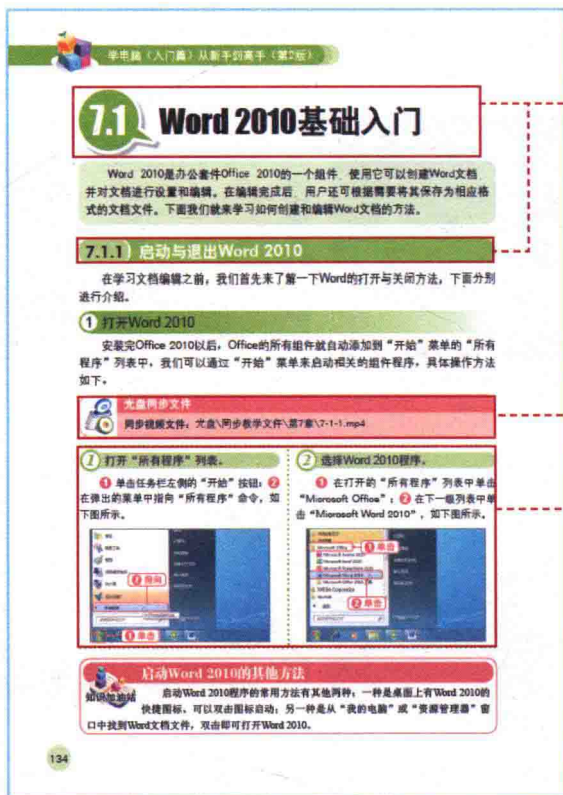 学电脑（入门篇）从新手到高手（第2版）
7.1 Word 2010基础入门
Word 2010是办公套件Office 2010的一个组件，使用它可以创建Word文档，
并对文档进行设置和编辑。在编辑完成后，用户还可根据需要将其保存为相应格
式的文档文件。下面我们就来学习如何创建和编辑Word文档的方法。
7.1.1 启动与退出Word 2010
在学习文档编辑之前，我们首先来了解一下Word的打开与关闭方法，下面分别
进行介绍。
1 打开Word 2010
安装完Office 2010以后，Office的所有组件就自动添加到“开始”菜单的“所有
程序”列表中，我们可以通过“开始”菜单来启动相关的组件程序，具体操作方法
如下。
光盘同步文件
同步视频文件：光盘\同步教学文件\第7章\7-1-1.mp4
1 打开“所有程序”列表。
❶ 单击任务栏左侧的“开始”按钮；❷
在弹出的菜单中指向“所有程序”命令，如
下图所示。
❷ 指向
❶ 单击
2 选择Word 2010程序。
❶ 在打开的“所有程序”列表中单击
“Microsoft Office”；❷ 在下一级列表中单
击“Microsoft Word 2010”，如下图所示。
❶ 单击
❷ 单击
启动Word 2010的其他方法
知识加油站
启动Word 2010程序的常用方法有其他两种：一种是桌面上有Word 2010的
快捷图标，可以双击图标启动；另一种是从“我的电脑”或“资源管理器”窗
口中找到Word文档文件，双击即可打开Word 2010。
134